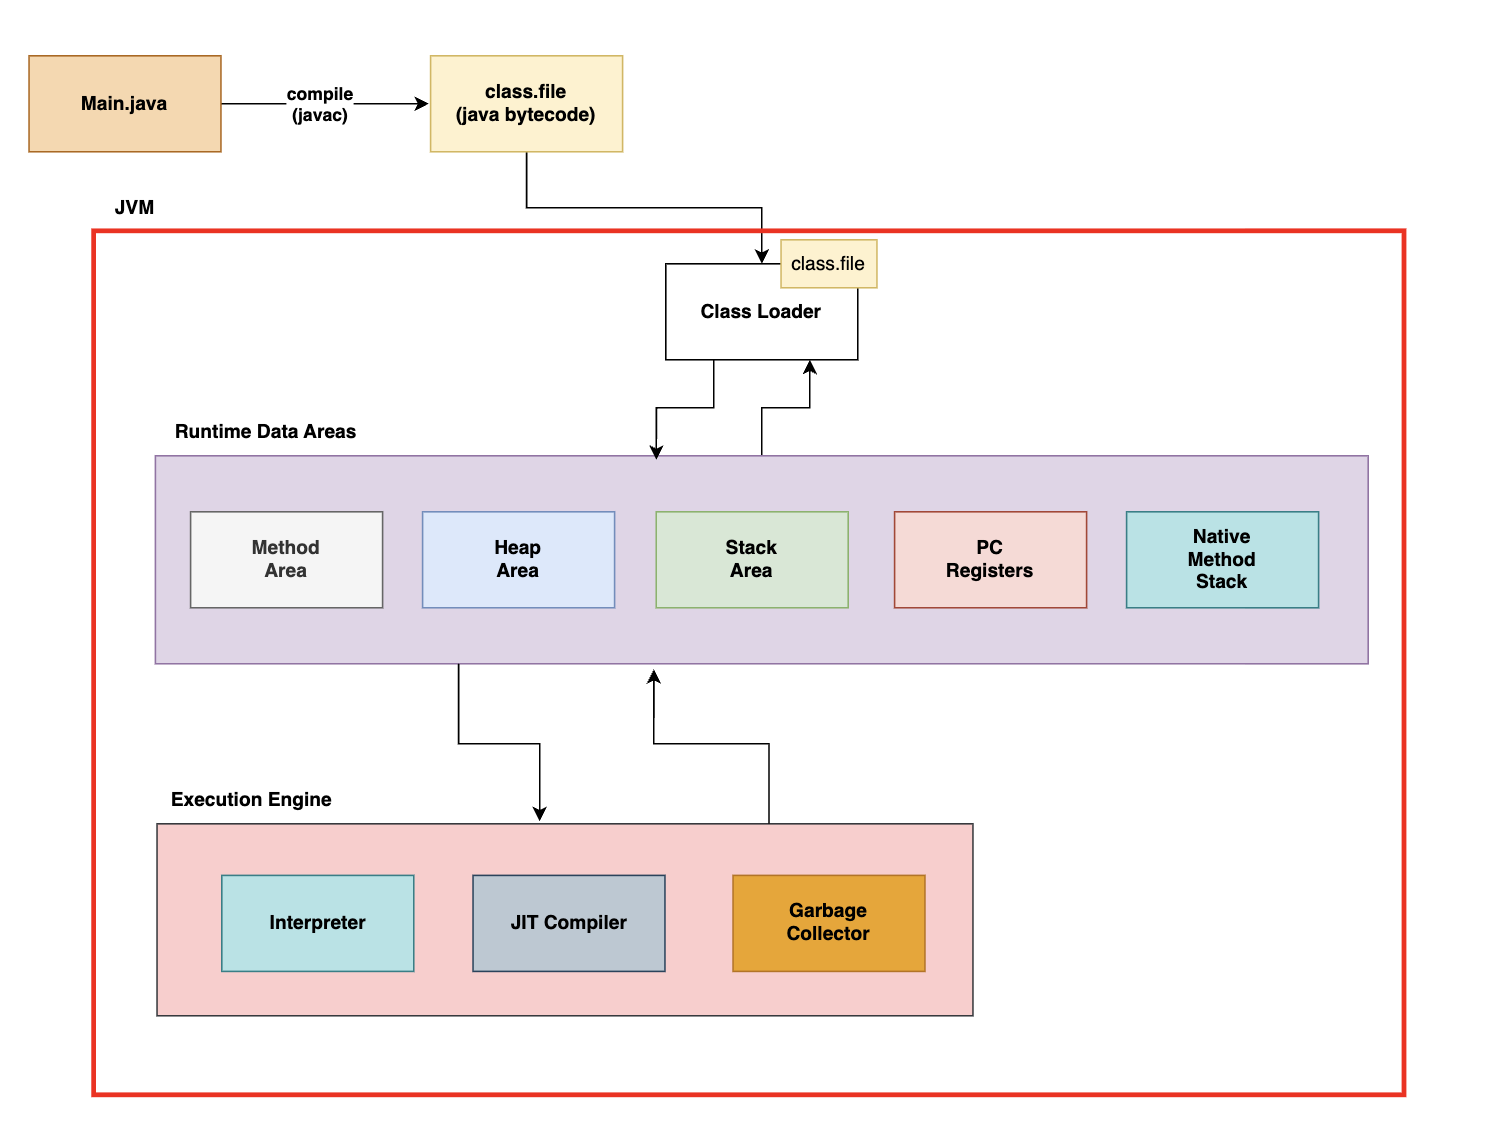 Main.java
compile
(javac)
class.file
(java bytecode)
JVM
class.file
Class Loader
Runtime Data Areas
Method
Area
Heap
Area
Stack
Area
PC
Registers
Native
Method
Stack
Execution Engine
Interpreter
JIT Compiler
Garbage
Collector